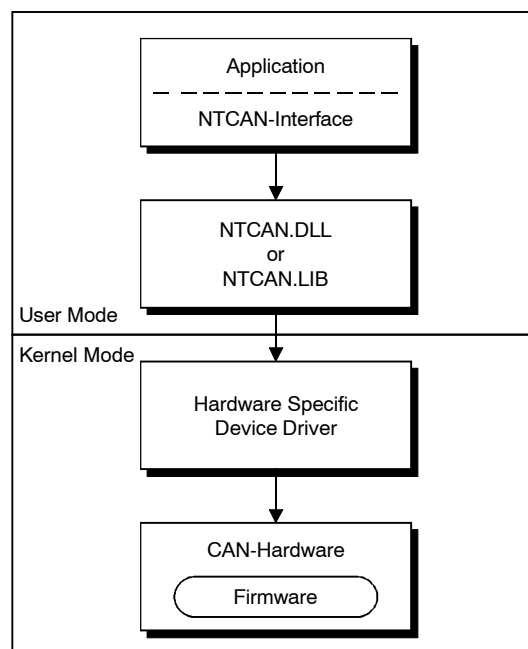 Application
NTCAN-Interface
NTCAN.DLL
or
NTCAN.LIB
User Mode
Kernel Mode
Hardware Specific
Device Driver
CAN-Hardware
Firmware